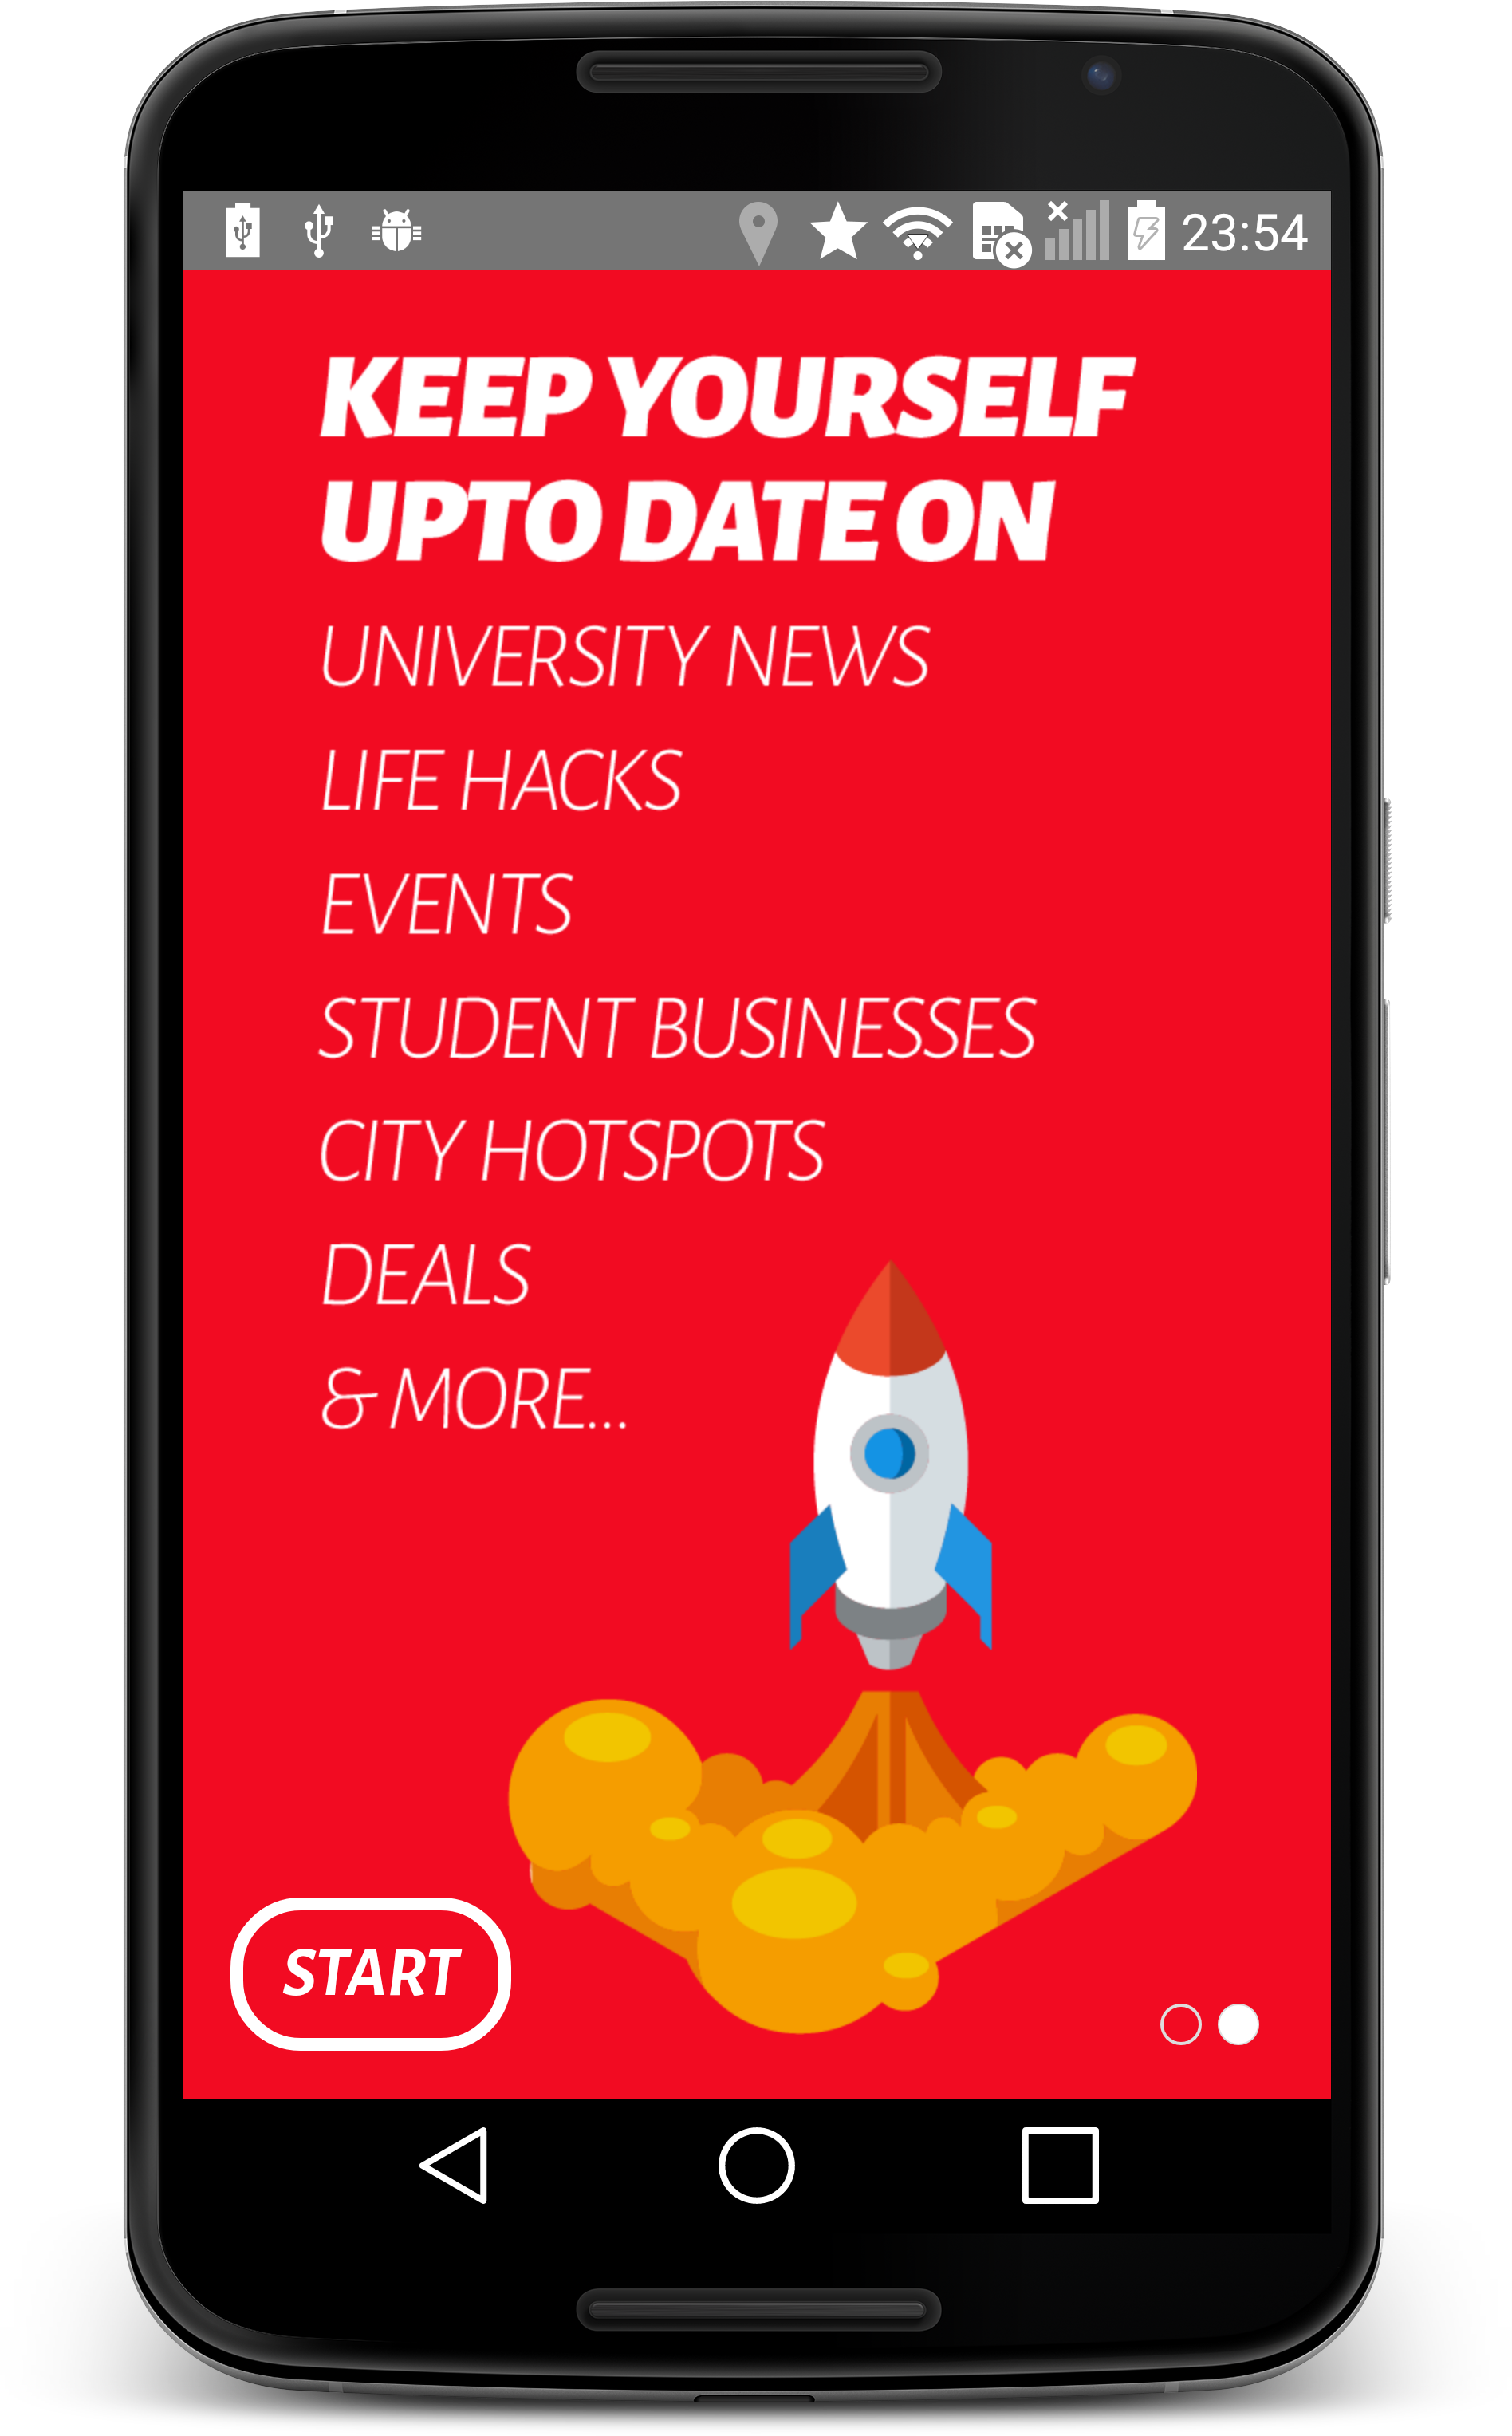 23:54
KEEP YOURSELF
UPTO DATE ON
UNIVERSITY NEWS
LIFE HACKS
EVENTS
STUDENT BUSINESSES
CITY HOTSPOTS
DEALS
& MORE...
START